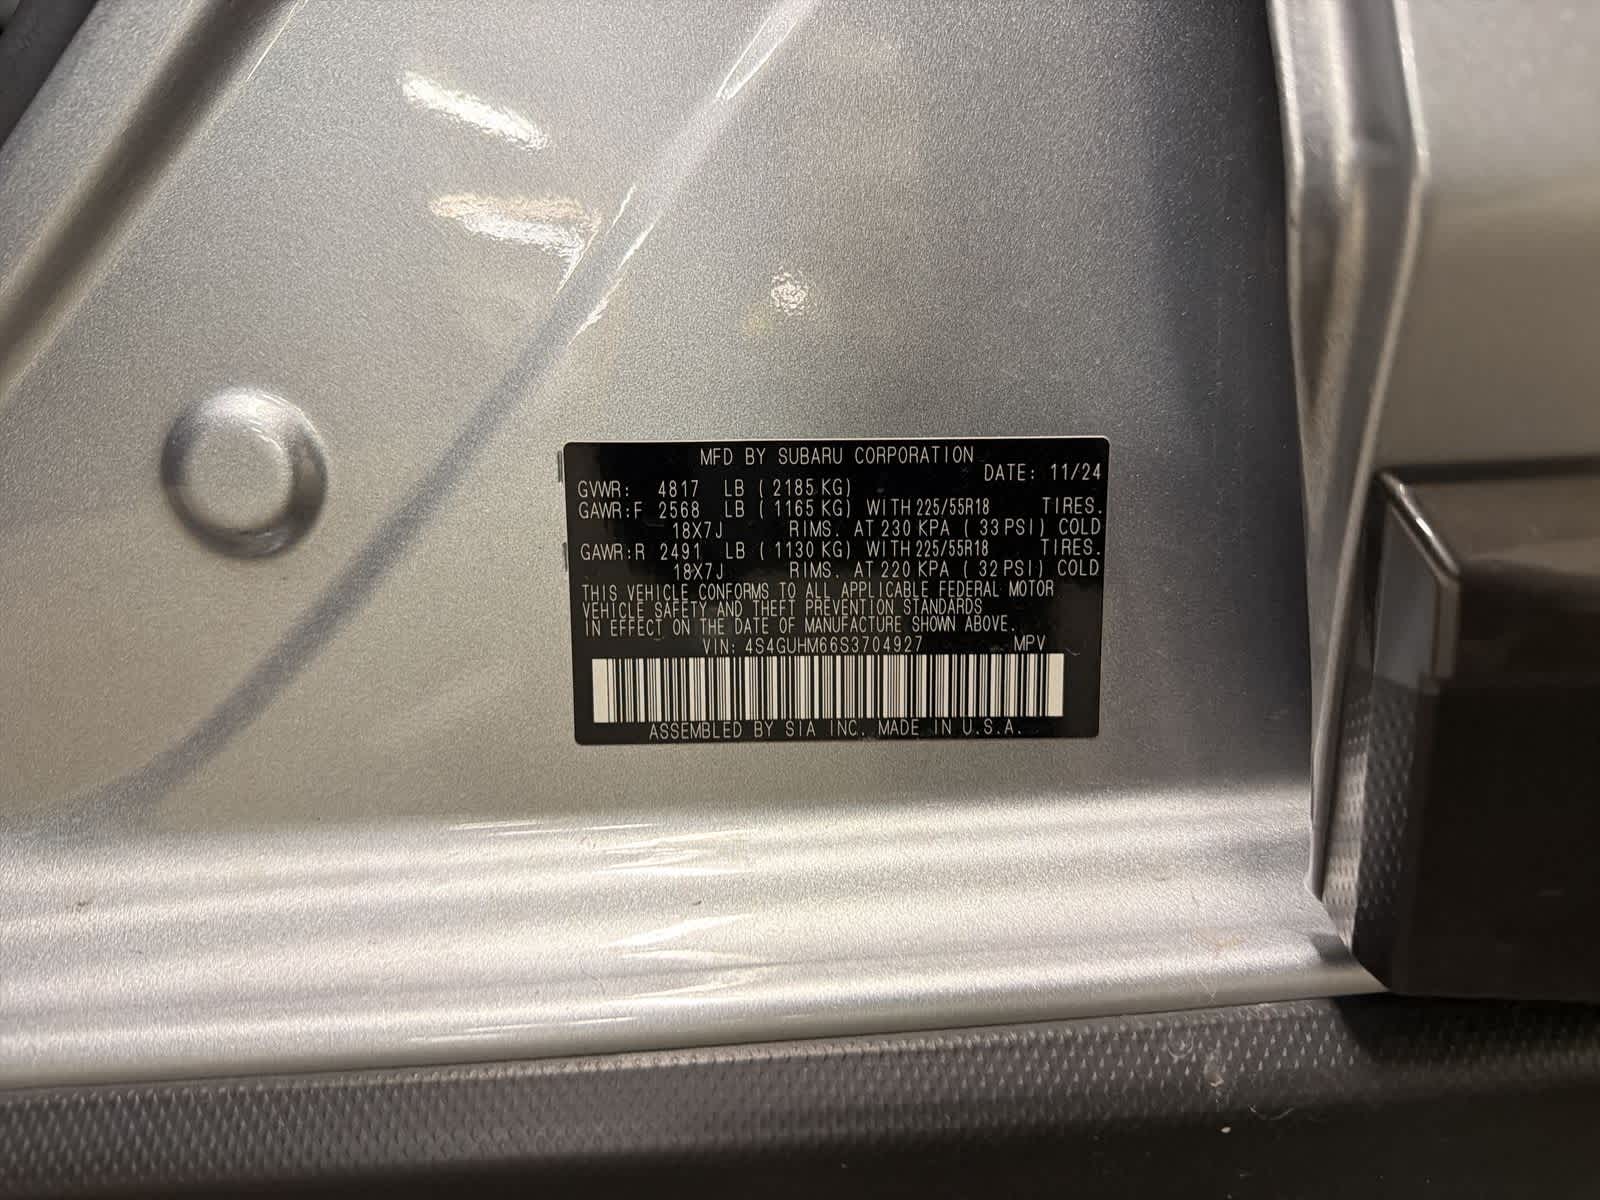 MFD BY SUBARU CORPORATION
DATE: 11/24
GVWR: 4817 LB ( 2185 KG)
GAWR:F 2568 LB ( 1165 KG) WITH 225/55R18 TIRES.
18X7J RIMS. AT 230 KPA ( 33 PSI) COLD
GAWR:R 2491 LB ( 1130 KG) WITH 225/55R18 TIRES.
18X7J RIMS. AT 220 KPA ( 32 PSI) COLD
THIS VEHICLE CONFORMS TO ALL APPLICABLE FEDERAL MOTOR
VEHICLE SAFETY AND THEFT PREVENTION STANDARDS
IN EFFECT ON THE DATE OF MANUFACTURE SHOWN ABOVE.
VIN: 4S4GUHM66S3704927 MPV
ASSEMBLED BY SIA INC. MADE IN U.S.A.